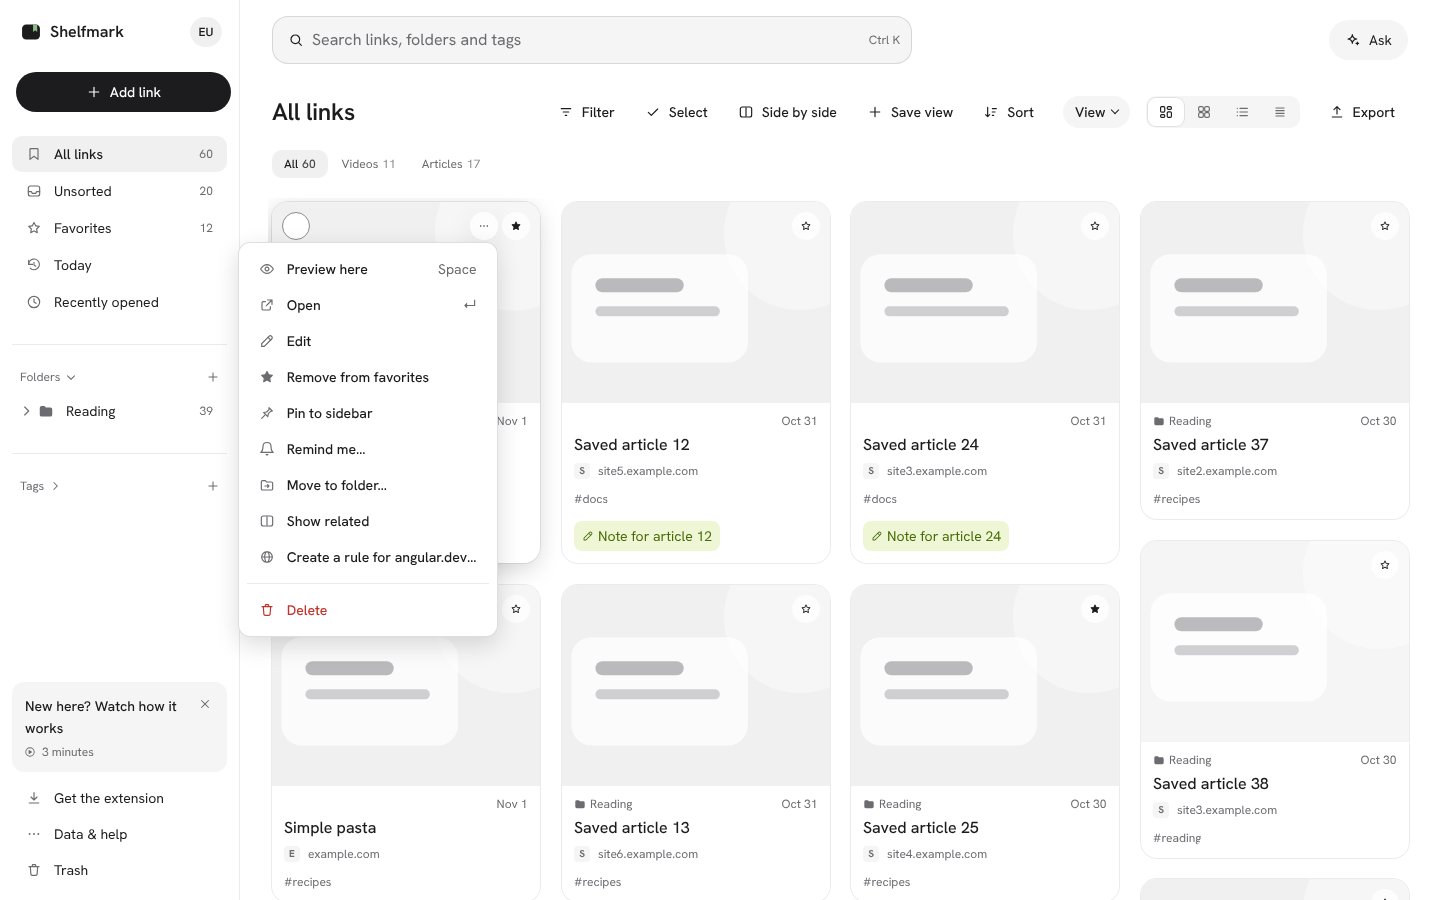 Shelfmark
EU
Add link
All links 60
Unsorted 20
Favorites 12
Today
Recently opened
Folders
Reading 39
Tags
New here? Watch how it
works
3 minutes
Get the extension
Data & help
Trash
Search links, folders and tags Ctrl K
Ask
All links
Filter
Select
Side by side
Save view
Sort
View
Export
All 60
Videos 11
Articles 17
Preview here Space
Open
Edit
Remove from favorites
Pin to sidebar
Remind me...
Move to folder...
Show related
Create a rule for angular.dev...
Delete
Nov 1
Oct 31
Saved article 12
S site5.example.com
#docs
Note for article 12
Oct 31
Saved article 24
S site3.example.com
#docs
Note for article 24
Reading Oct 30
Saved article 37
S site2.example.com
#recipes
Nov 1
Simple pasta
E example.com
#recipes
Reading Oct 31
Saved article 13
S site6.example.com
#recipes
Reading Oct 30
Saved article 25
S site4.example.com
#recipes
Reading Oct 30
Saved article 38
S site3.example.com
#reading